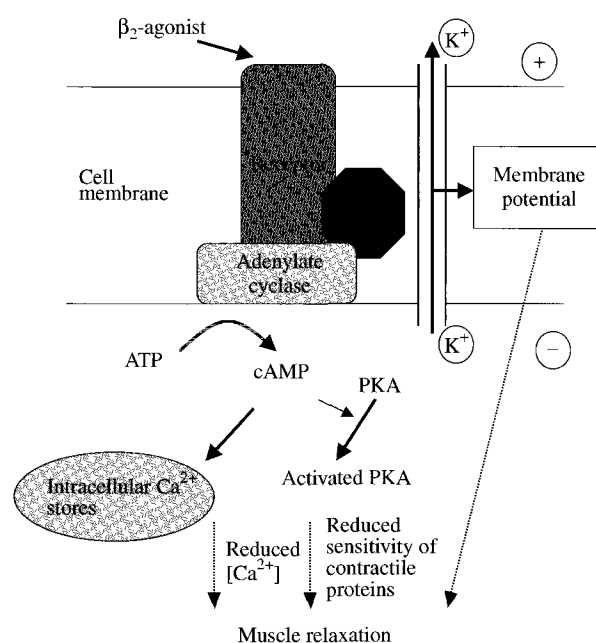 β₂-agonist
K⁺
+
Cell
membrane
Membrane
potential
Adenylate
cyclase
K⁺
−
ATP
cAMP
PKA
Intracellular Ca²⁺
stores
Activated PKA
Reduced
[Ca²⁺]
Reduced
sensitivity of
contractile
proteins
Muscle relaxation